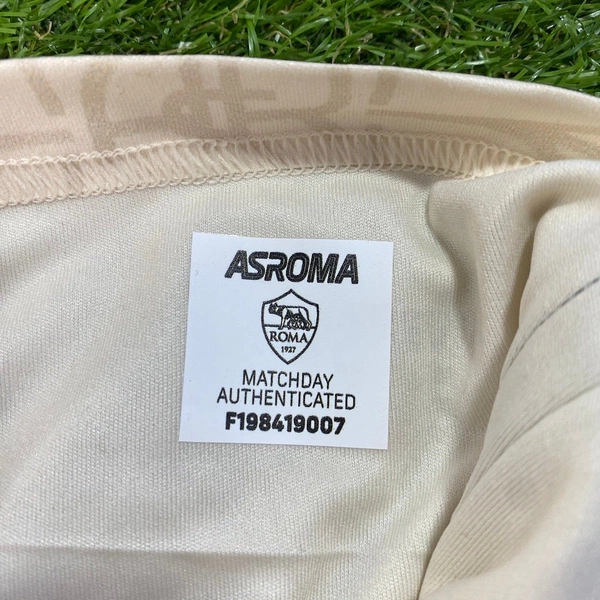 ASROMA
ROMA
1927
MATCHDAY
AUTHENTICATED
F198419007